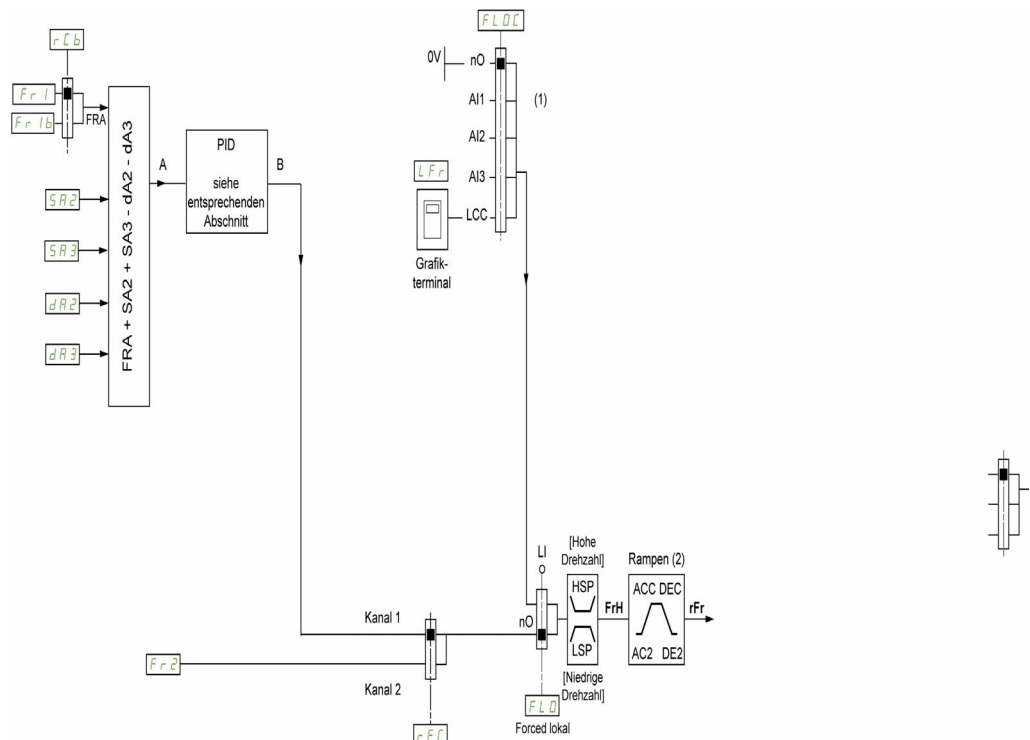 FLOC
rCb
0V
nO
Fr1
AI1
(1)
Fr1b
FRA
FRA + SA2 + SA3 - dA2 - dA3
A
PID
siehe
entsprechenden
Abschnitt
B
AI2
LFr
AI3
SA2
LCC
SA3
Grafik-
terminal
dA2
dA3
LI
[Hohe
Drehzahl]
Rampen (2)
HSP
ACC DEC
Kanal 1
nO
FrH
rFr
LSP
AC2 DE2
Fr2
Kanal 2
[Niedrige
Drehzahl]
FLO
Forced lokal
rFC